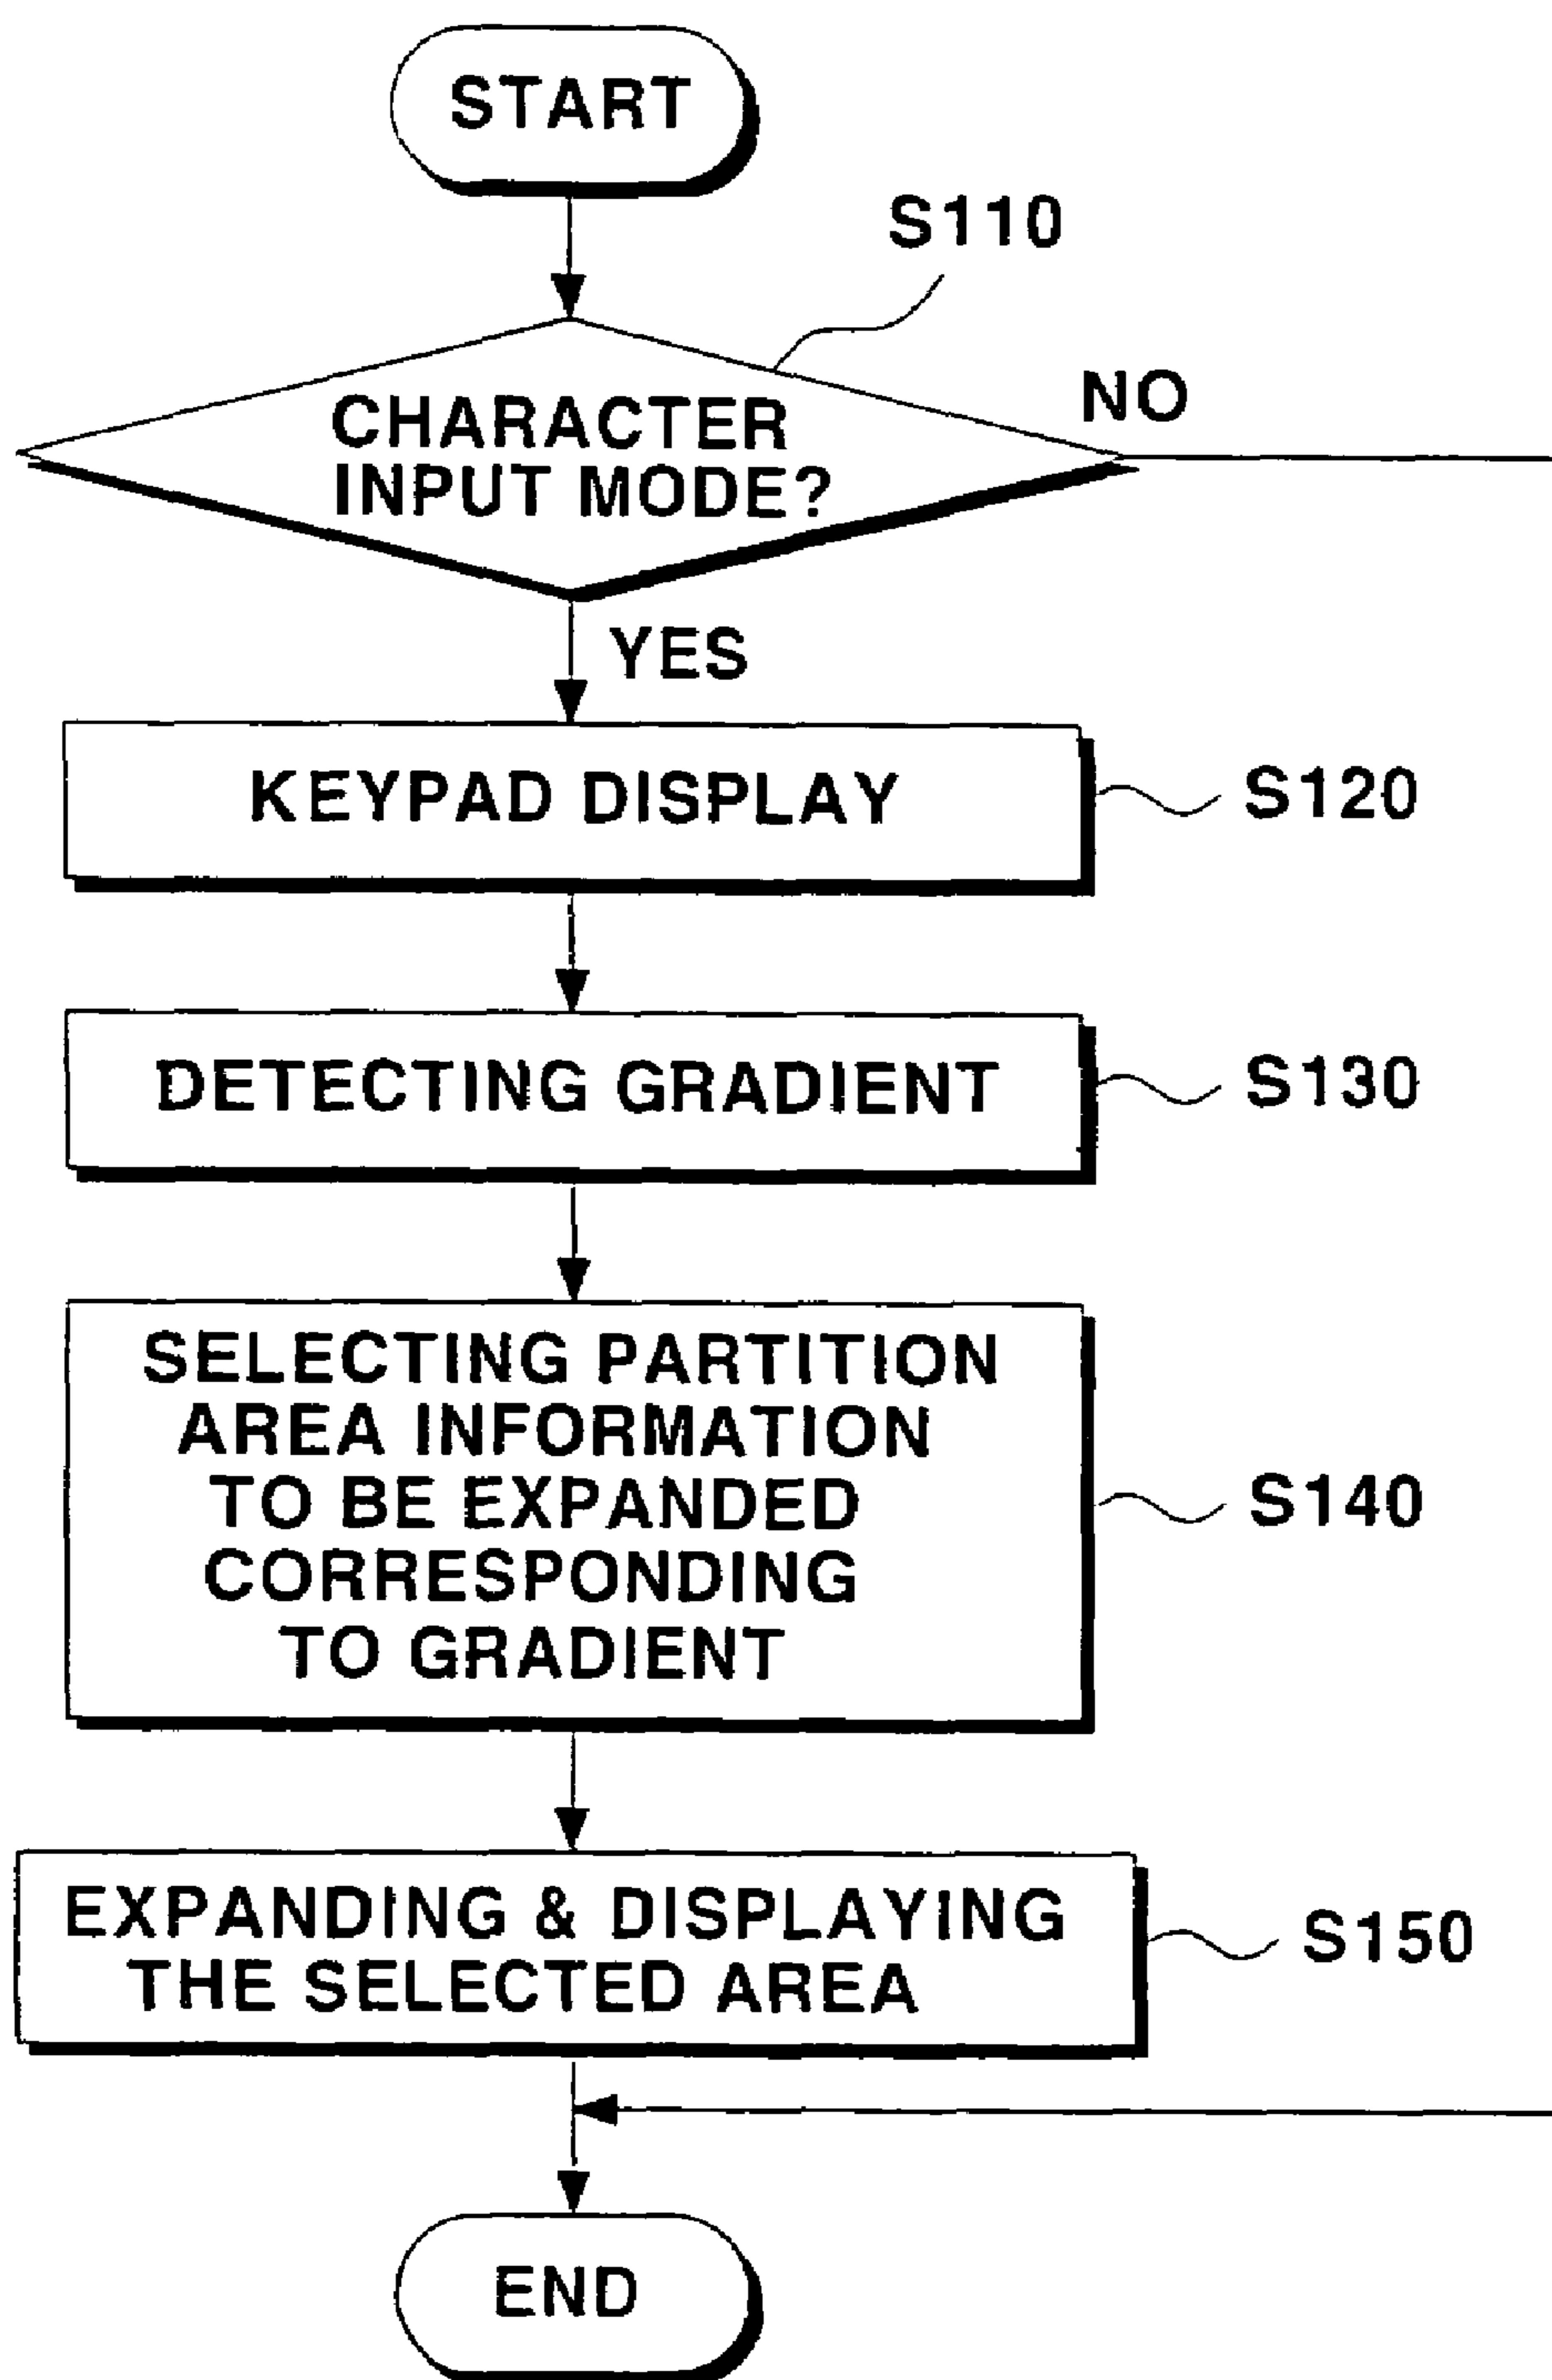 START
S110
NO
CHARACTER
INPUT MODE?
YES
KEYPAD DISPLAY
S120
DETECTING GRADIENT
S130
SELECTING PARTITION
AREA INFORMATION
TO BE EXPANDED
CORRESPONDING
TO GRADIENT
S140
EXPANDING & DISPLAYING
THE SELECTED AREA
S150
END